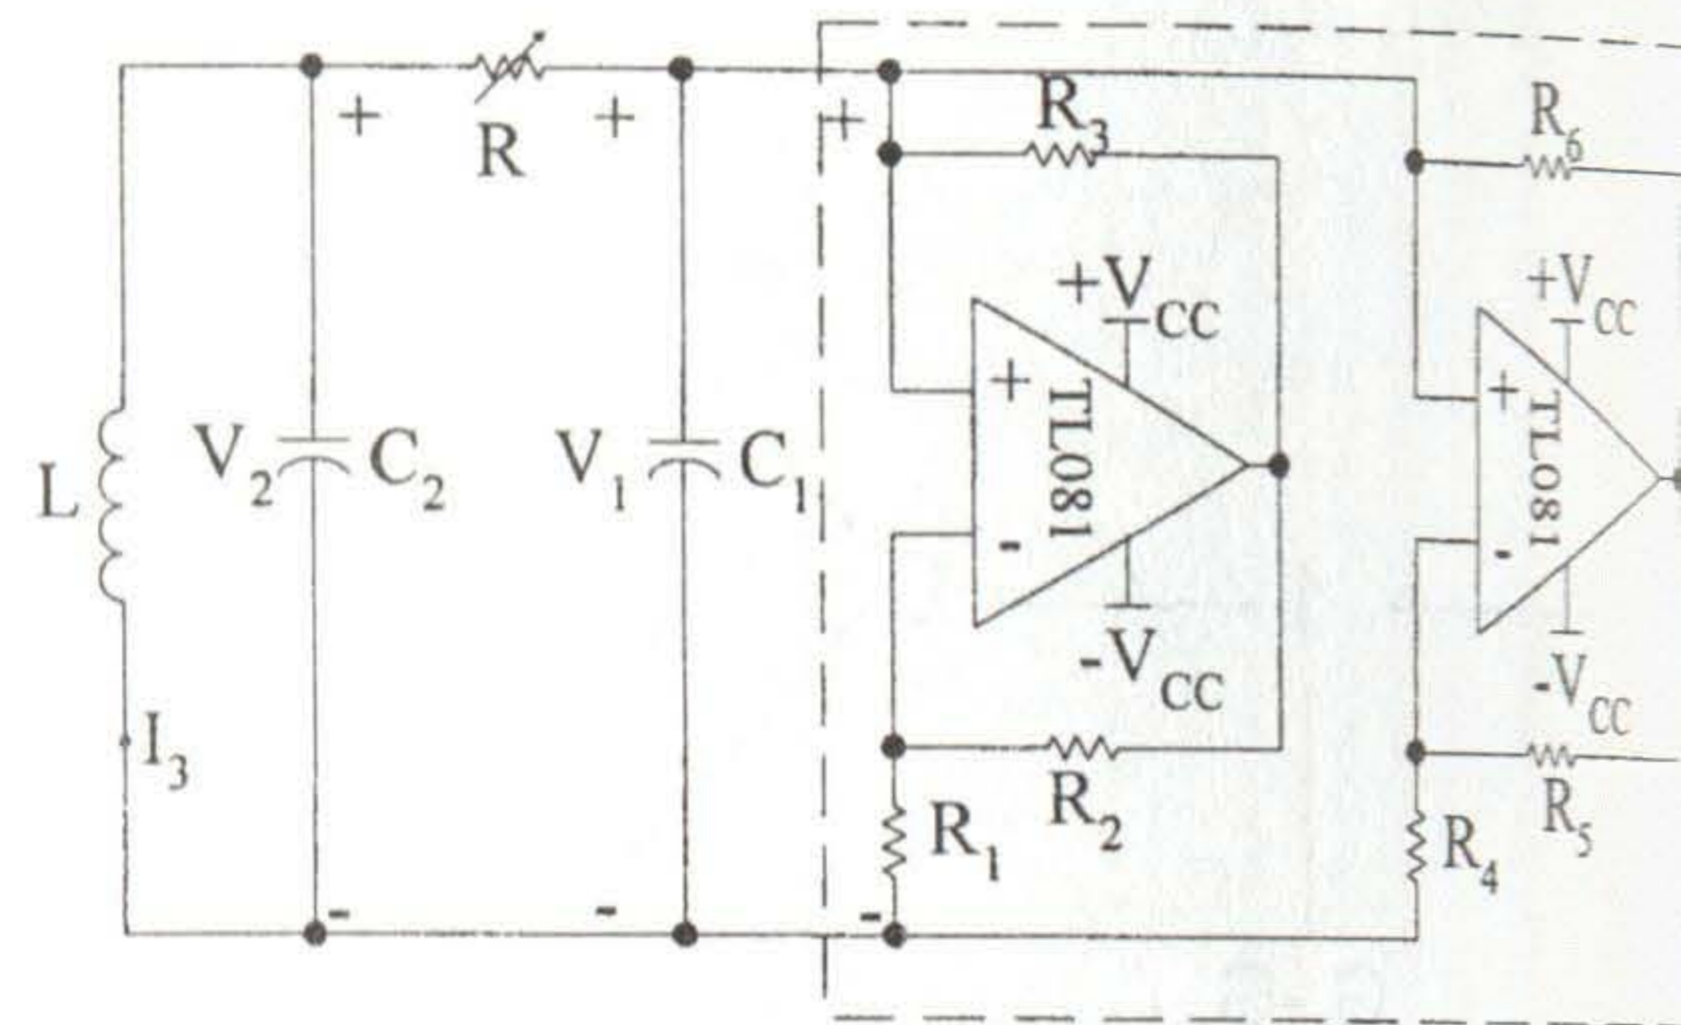 +
R
+
+
R3
R6
+VCC
+VCC
+
TL081
-
+
TL081
-
L
V2
C2
V1
C1
-VCC
-VCC
I3
R1
R2
R4
R5
-
-
-